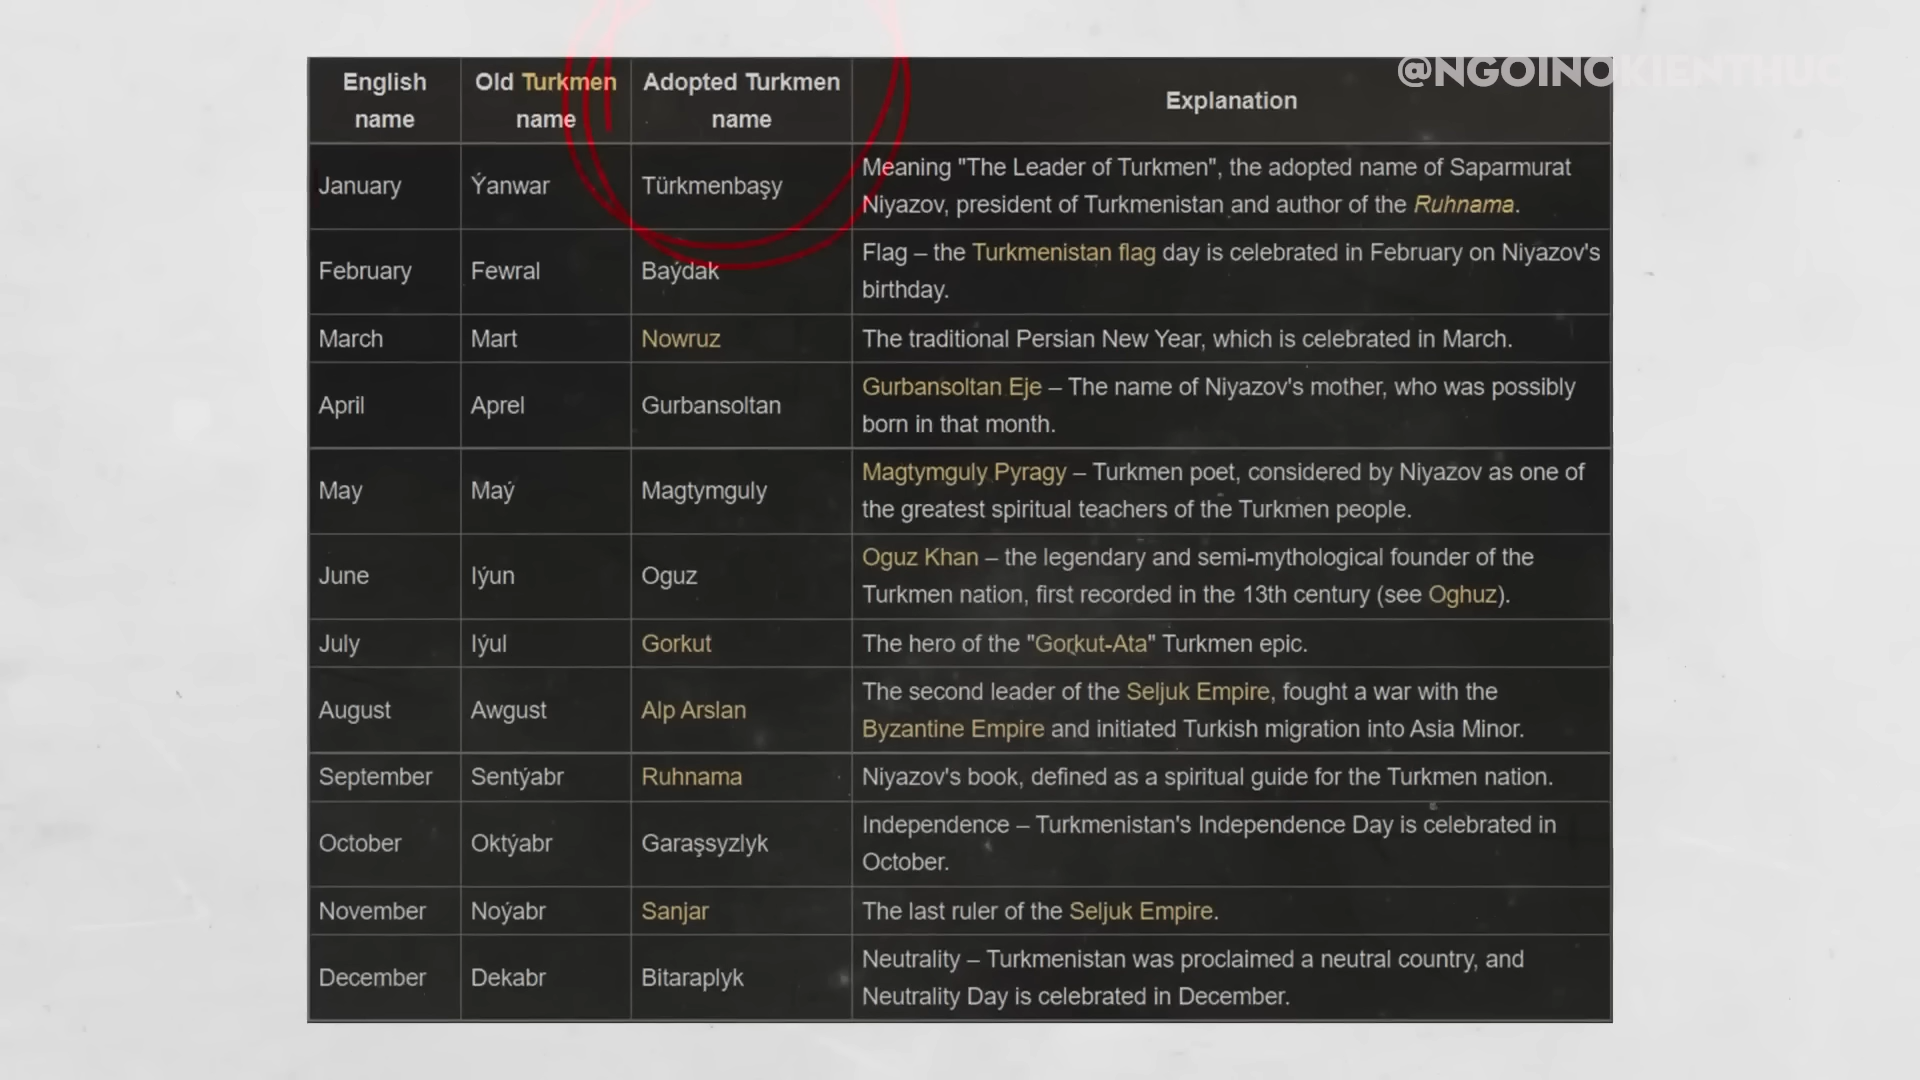 @NGOINOKIENTHUC
English name
Old Turkmen name
Adopted Turkmen name
Explanation
January
Ýanwar
Türkmenbaşy
Meaning "The Leader of Turkmen", the adopted name of Saparmurat
Niyazov, president of Turkmenistan and author of the Ruhnama.
February
Fewral
Baýdak
Flag – the Turkmenistan flag day is celebrated in February on Niyazov's
birthday.
March
Mart
Nowruz
The traditional Persian New Year, which is celebrated in March.
April
Aprel
Gurbansoltan
Gurbansoltan Eje – The name of Niyazov's mother, who was possibly
born in that month.
May
Maý
Magtymguly
Magtymguly Pyragy – Turkmen poet, considered by Niyazov as one of
the greatest spiritual teachers of the Turkmen people.
June
Iýun
Oguz
Oguz Khan – the legendary and semi-mythological founder of the
Turkmen nation, first recorded in the 13th century (see Oghuz).
July
Iýul
Gorkut
The hero of the "Gorkut-Ata" Turkmen epic.
August
Awgust
Alp Arslan
The second leader of the Seljuk Empire, fought a war with the
Byzantine Empire and initiated Turkish migration into Asia Minor.
September
Sentýabr
Ruhnama
Niyazov's book, defined as a spiritual guide for the Turkmen nation.
October
Oktýabr
Garaşsyzlyk
Independence – Turkmenistan's Independence Day is celebrated in
October.
November
Noýabr
Sanjar
The last ruler of the Seljuk Empire.
December
Dekabr
Bitaraplyk
Neutrality – Turkmenistan was proclaimed a neutral country, and
Neutrality Day is celebrated in December.